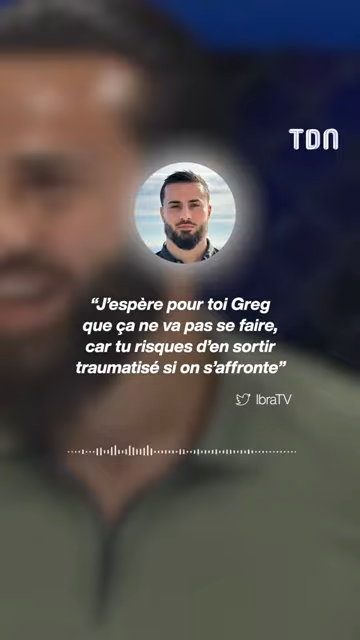 TDN
“J’espère pour toi Greg
que ça ne va pas se faire,
car tu risques d’en sortir
traumatisé si on s’affronte”
IbraTV